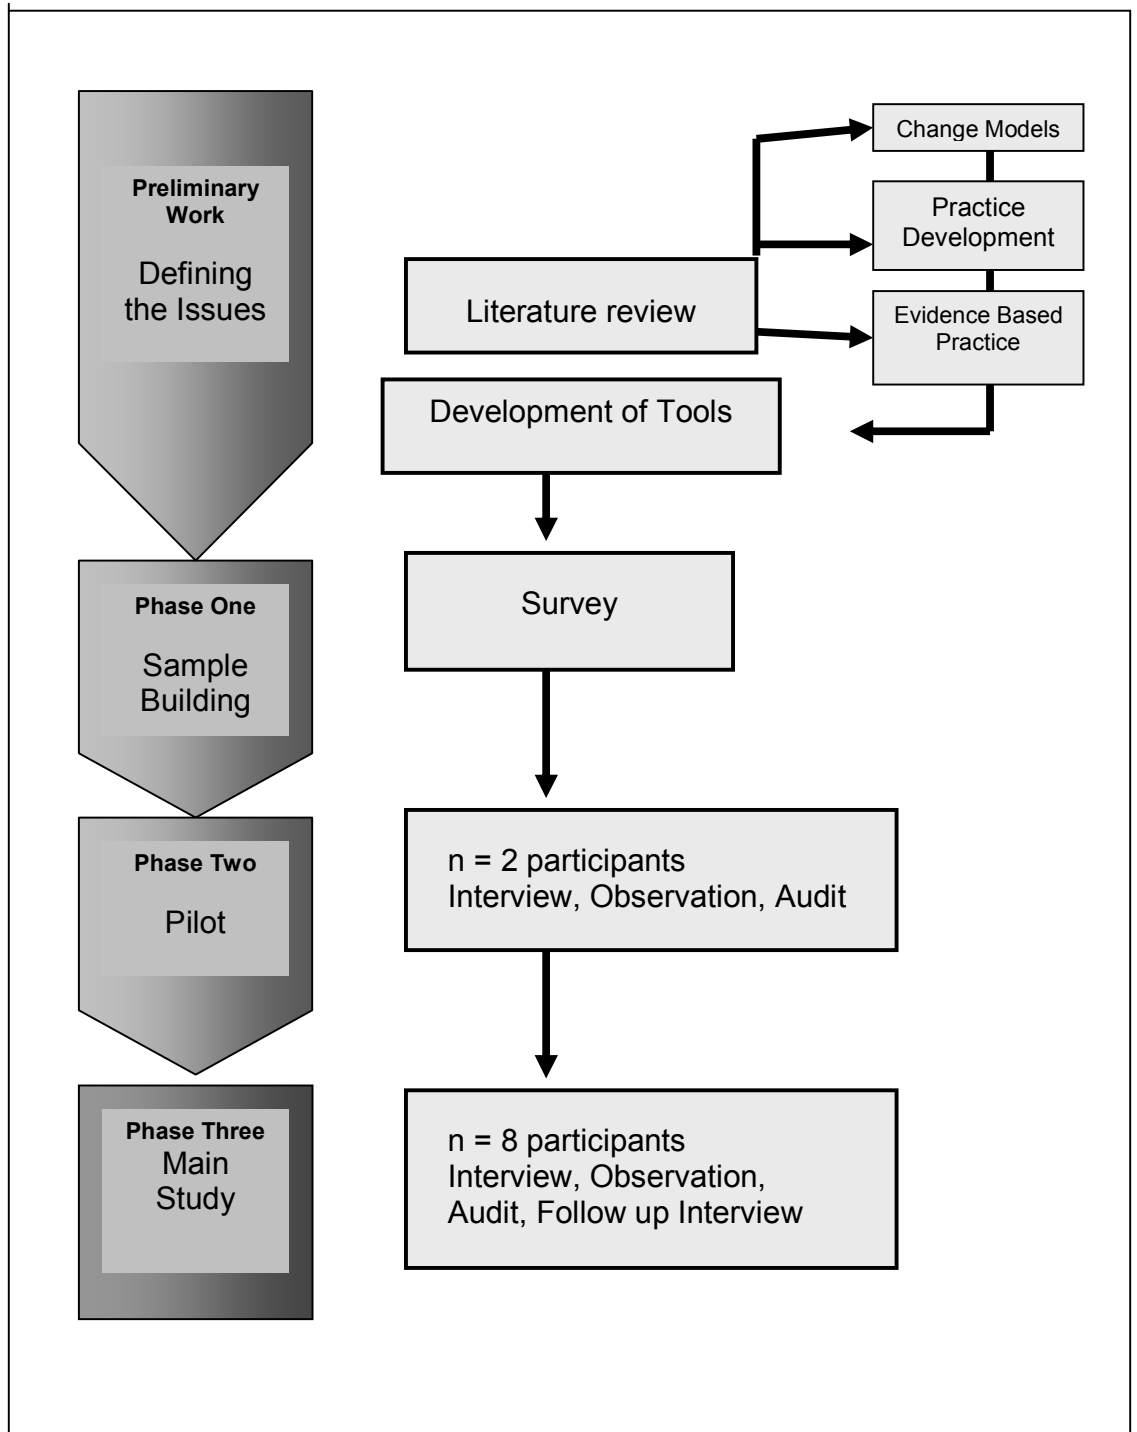 Preliminary
Work
Defining
the Issues
Literature review
Change Models
Practice
Development
Evidence Based
Practice
Development of Tools
Phase One
Sample
Building
Survey
Phase Two
Pilot
n = 2 participants
Interview, Observation, Audit
Phase Three
Main
Study
n = 8 participants
Interview, Observation,
Audit, Follow up Interview